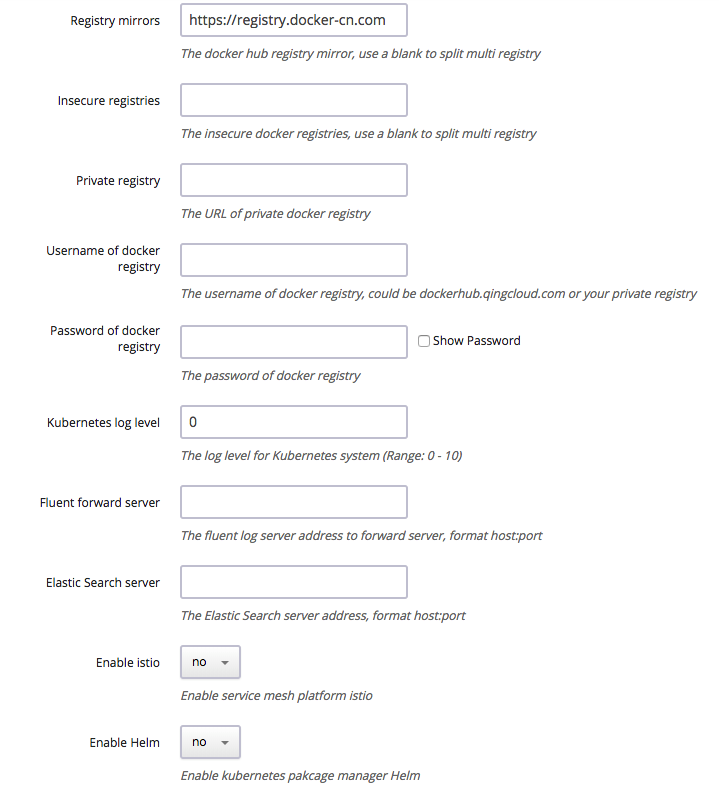 Registry mirrors
https://registry.docker-cn.com
The docker hub registry mirror, use a blank to split multi registry
Insecure registries
The insecure docker registries, use a blank to split multi registry
Private registry
The URL of private docker registry
Username of docker
registry
The username of docker registry, could be dockerhub.qingcloud.com or your private registry
Password of docker
registry
Show Password
The password of docker registry
Kubernetes log level
0
The log level for Kubernetes system (Range: 0 - 10)
Fluent forward server
The fluent log server address to forward server, format host:port
Elastic Search server
The Elastic Search server address, format host:port
Enable istio
no
Enable service mesh platform istio
Enable Helm
no
Enable kubernetes pakcage manager Helm